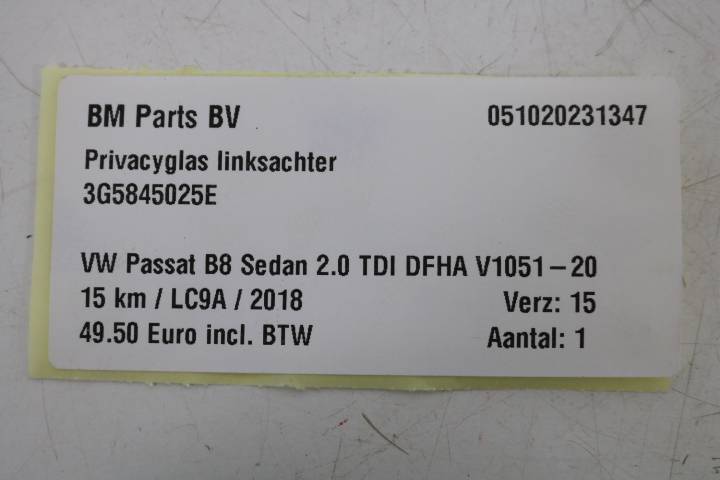 BM Parts BV 051020231347
Privacyglas linksachter
3G5845025E
VW Passat B8 Sedan 2.0 TDI DFHA V1051-20
15 km / LC9A / 2018 Verz: 15
49.50 Euro incl. BTW Aantal: 1